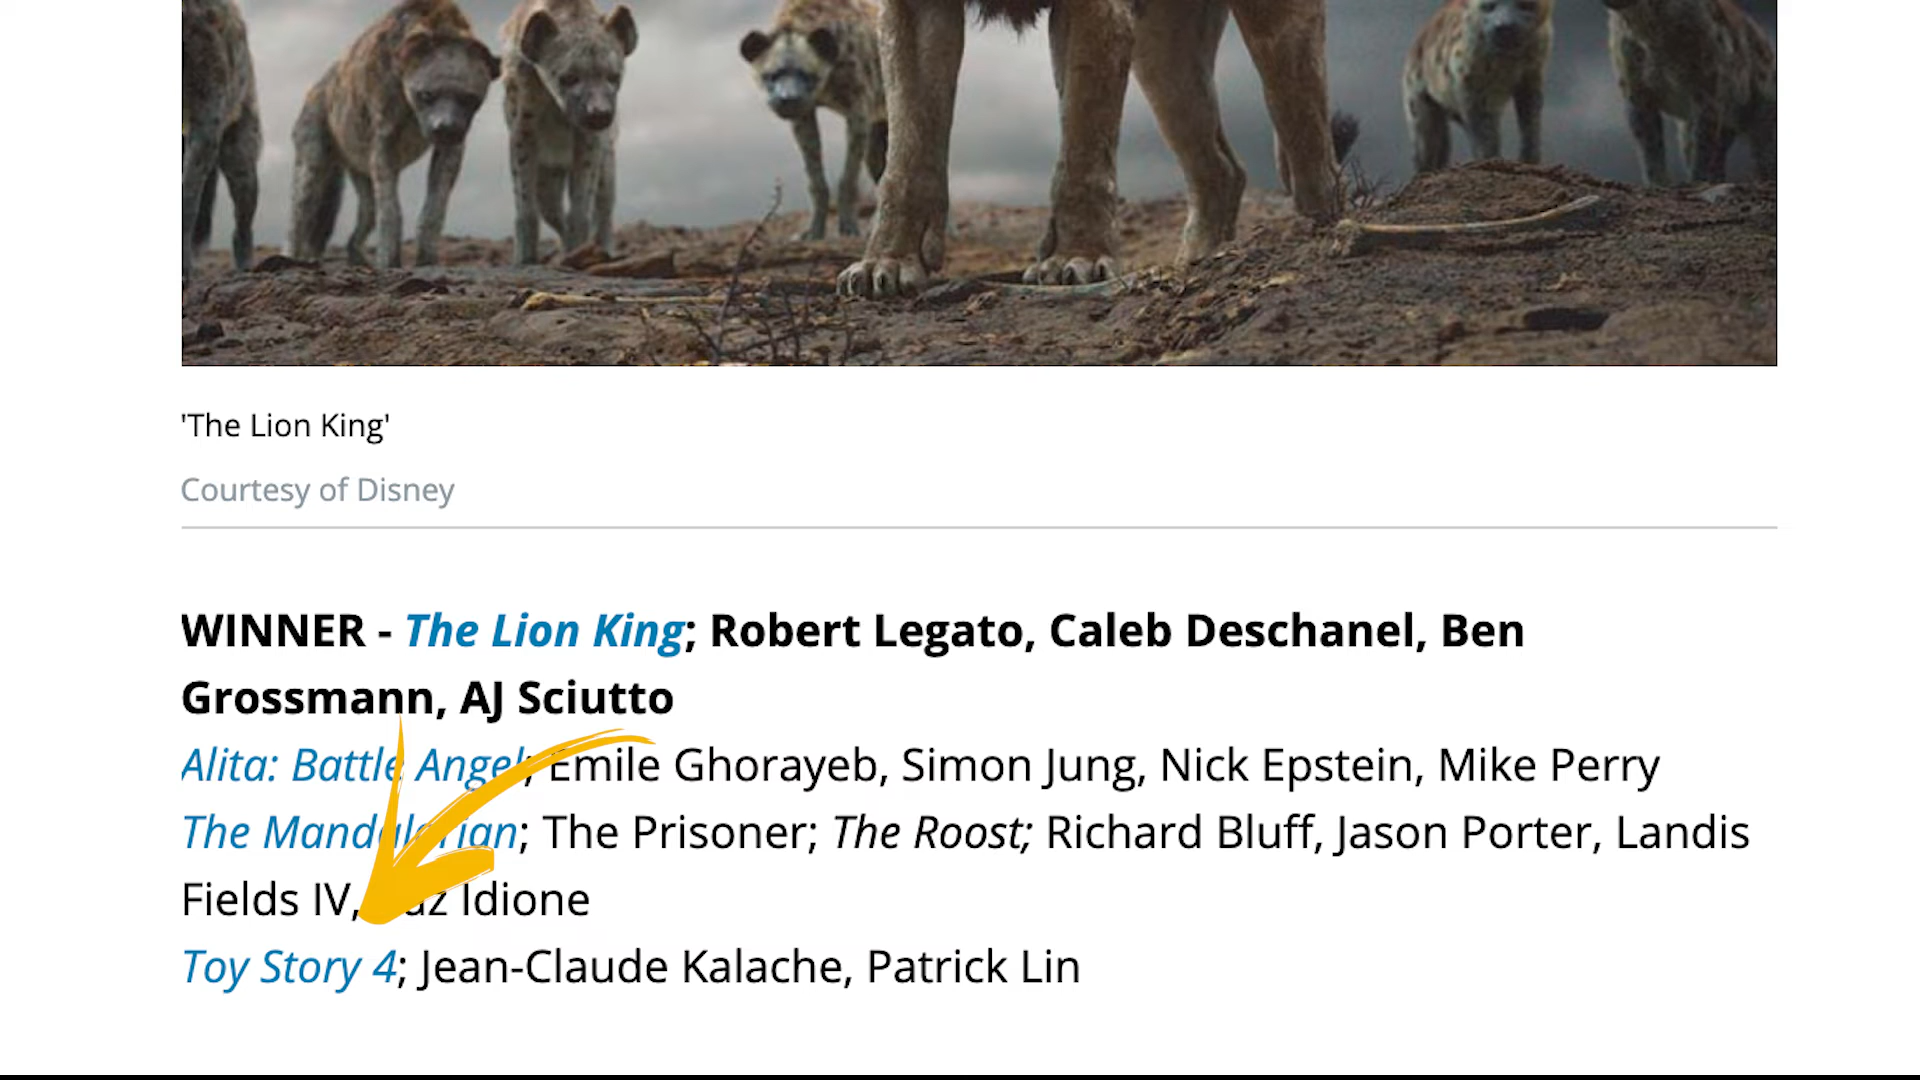 'The Lion King'
Courtesy of Disney
WINNER - The Lion King; Robert Legato, Caleb Deschanel, Ben
Grossmann, AJ Sciutto
Alita: Battle Angel; Emile Ghorayeb, Simon Jung, Nick Epstein, Mike Perry
The Mandalorian; The Prisoner; The Roost; Richard Bluff, Jason Porter, Landis
Fields IV, Idione
Toy Story 4; Jean-Claude Kalache, Patrick Lin